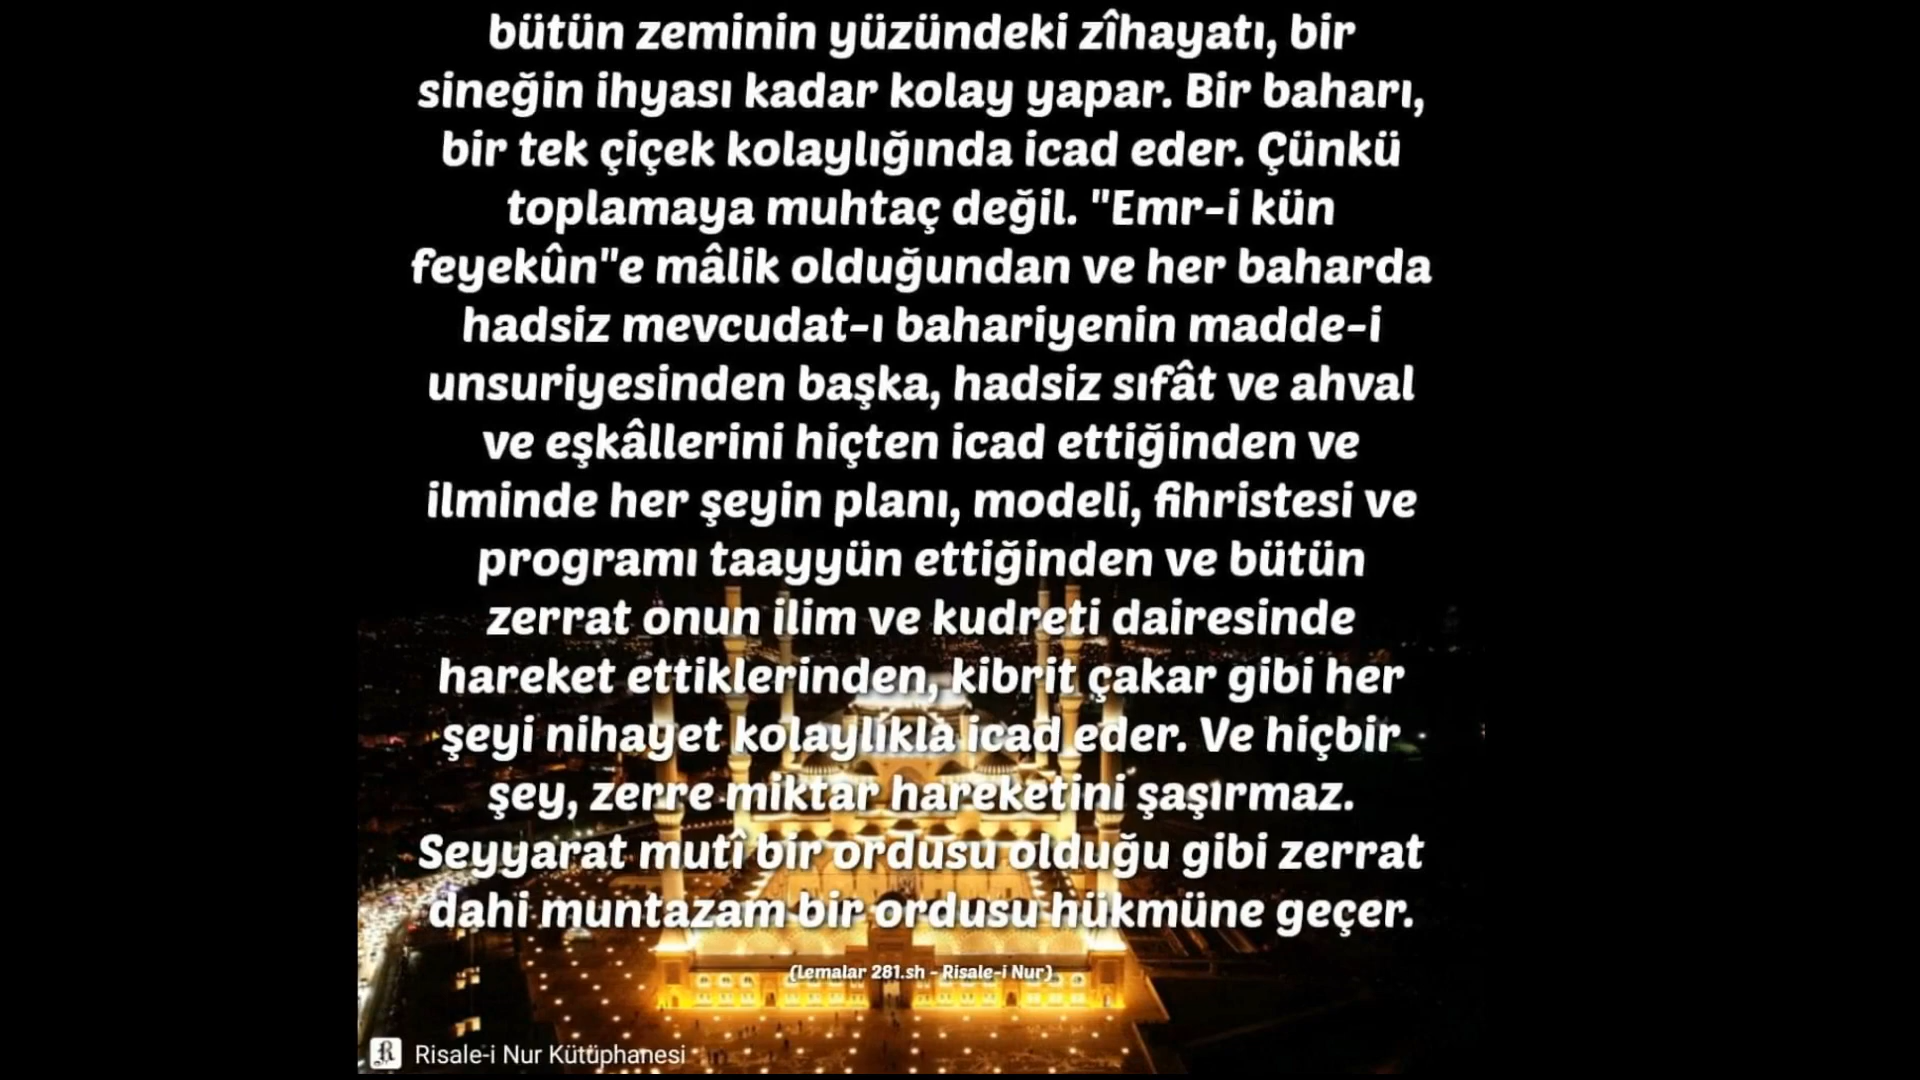 bütün zeminin yüzündeki zîhayatı, bir
sineğin ihyası kadar kolay yapar. Bir baharı,
bir tek çiçek kolaylığında icad eder. Çünkü
toplamaya muhtaç değil. "Emr-i kün
feyekûn"e mâlik olduğundan ve her baharda
hadsiz mevcudat-ı bahariyenin madde-i
unsuriyesinden başka, hadsiz sıfât ve ahval
ve eşkâllerini hiçten icad ettiğinden ve
ilminde her şeyin planı, modeli, fihristesi ve
programı taayyün ettiğinden ve bütün
zerrat onun ilim ve kudreti dairesinde
hareket ettiklerinden, kibrit çakar gibi her
şeyi nihayet kolaylıkla icad eder. Ve hiçbir
şey, zerre miktar hareketini şaşırmaz.
Seyyarat mutî bir ordusu olduğu gibi zerrat
dahi muntazam bir ordusu hükmüne geçer.
(Lemalar 281.sh - Risale-i Nur)
Risale-i Nur Kütüphanesi